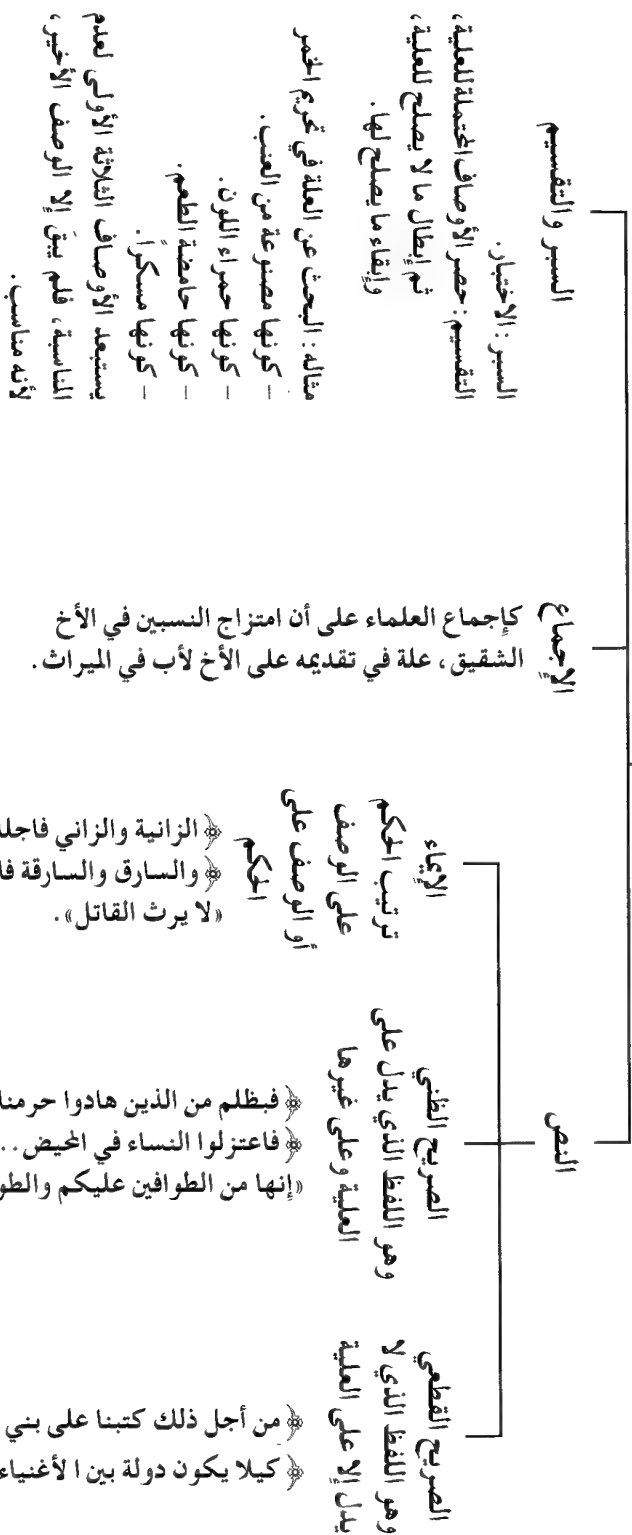 النص
الصريح القطعي
وهو اللفظ الذي لا
يدل إلا على العلية
﴿ من أجل ذلك كتبنا على بني
﴿ كيلا يكون دولة بين الأغنياء
الصريح الظني
وهو اللفظ الذي يدل على
العلية وعلى غيرها
﴿ فبظلم من الذين هادوا حرمنا
﴿ فاعتزلوا النساء في المحيض..
«إنها من الطوافين عليكم
الإيماء
ترتيب الحكم
على الوصف
أو الوصف على
الحكم
﴿ الزانية والزاني
﴿ والسارق والسارقة
«لا يرث القاتل».
الإجماع
كإجماع العلماء على أن امتزاج النسبين في الأخ
الشقيق، علة في تقديمه على الأخ لأب في الميراث.
السبر والتقسيم
السبر: الاختبار.
التقسيم: حصر الأوصاف المحتملة للعلية،
ثم إبطال ما لا يصلح للعلية،
وإبقاء ما يصلح لها.
مثاله: البحث عن العلة في تحريم الخمر
– كونها مصنوعة من العنب.
– كونها حمراء اللون.
– كونها حامضة الطعم.
– كونها مسكراً.
يستبعد الأوصاف الثلاثة الأولى لعدم
المناسبة، فلم يبقَ إلا الوصف الأخير،
لأنه مناسب.